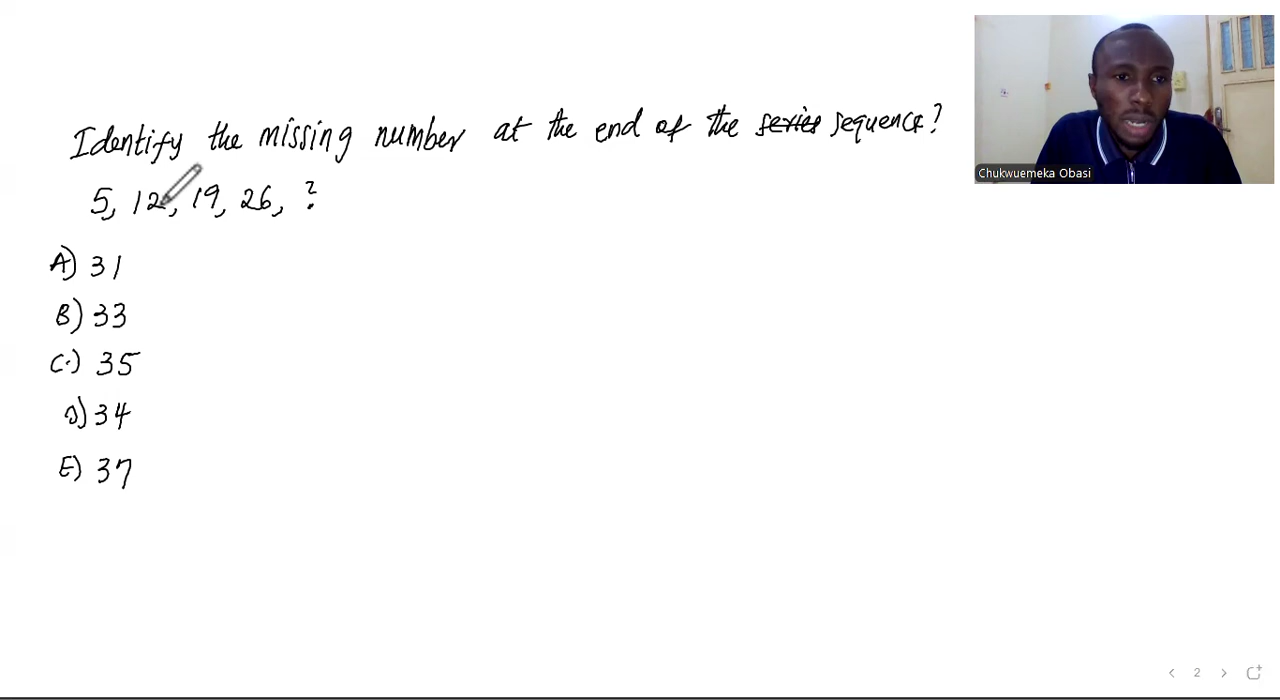 Identify the missing number at the end of the series sequence?
5, 12, 19, 26, ?
A) 31
B) 33
C.) 35
D) 34
E) 37
Chukwuemeka Obasi
2